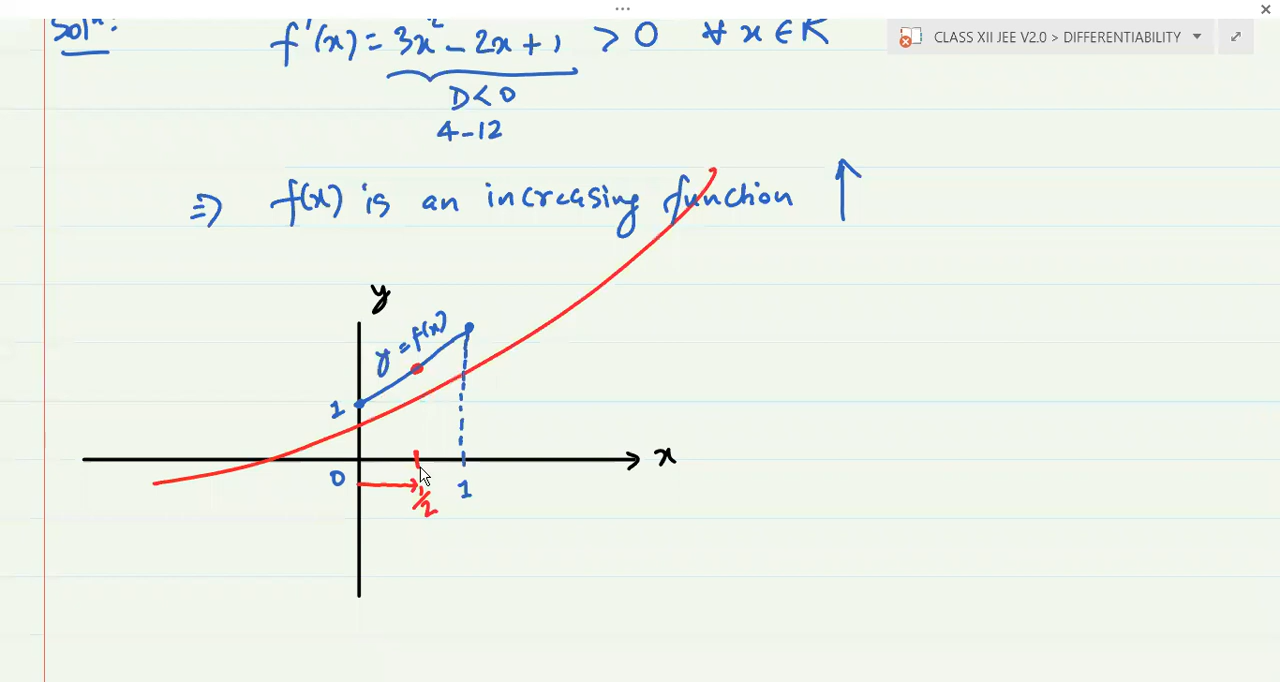 Solⁿ:
f'(x) = 3x² - 2x + 1 > 0 ∀ x ∈ R
CLASS XII JEE V2.0 > DIFFERENTIABILITY
D < 0
4 - 12
⇒ f(x) is an increasing function ↑
y
y = f(x)
1
x
0
1/2
1